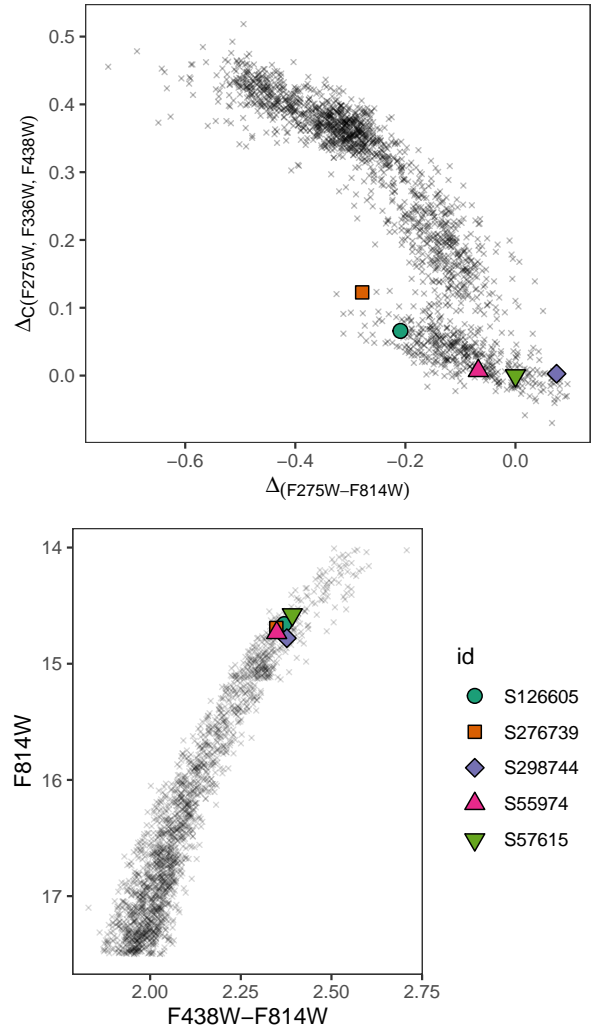 0.5
0.4
0.3
0.2
0.1
0.0
ΔC(F275W, F336W, F438W)
−0.6 −0.4 −0.2 0.0
Δ(F275W−F814W)
14
15
16
17
F814W
2.00 2.25 2.50 2.75
F438W−F814W
id
S126605
S276739
S298744
S55974
S57615